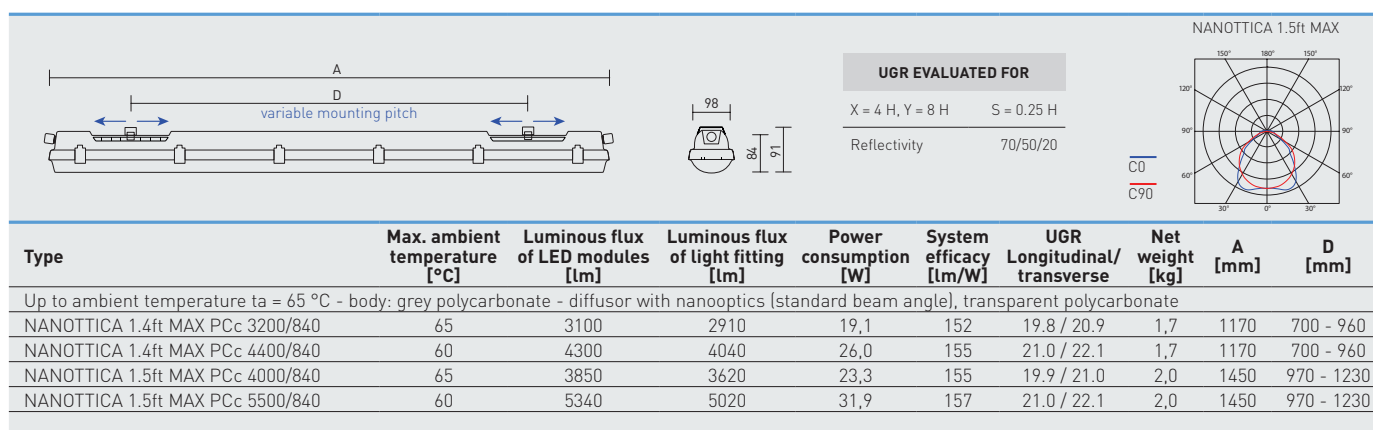 NANOTTICA 1.5ft MAX
A
D
variable mounting pitch
98
84
91
UGR EVALUATED FOR
X = 4 H, Y = 8 H S = 0.25 H
Reflectivity 70/50/20
C0
C90
150° 180° 150°
120° 120°
90° 90°
60° 60°
30° 0° 30°
Type Max. ambient temperature [°C] Luminous flux of LED modules [lm] Luminous flux of light fitting [lm] Power consumption [W] System efficacy [lm/W] UGR Longitudinal/ transverse Net weight [kg] A [mm] D [mm]
Up to ambient temperature ta = 65 °C - body: grey polycarbonate - diffusor with nanooptics (standard beam angle), transparent polycarbonate
NANOTTICA 1.4ft MAX PCc 3200/840 65 3100 2910 19,1 152 19.8 / 20.9 1,7 1170 700 - 960
NANOTTICA 1.4ft MAX PCc 4400/840 60 4300 4040 26,0 155 21.0 / 22.1 1,7 1170 700 - 960
NANOTTICA 1.5ft MAX PCc 4000/840 65 3850 3620 23,3 155 19.9 / 21.0 2,0 1450 970 - 1230
NANOTTICA 1.5ft MAX PCc 5500/840 60 5340 5020 31,9 157 21.0 / 22.1 2,0 1450 970 - 1230